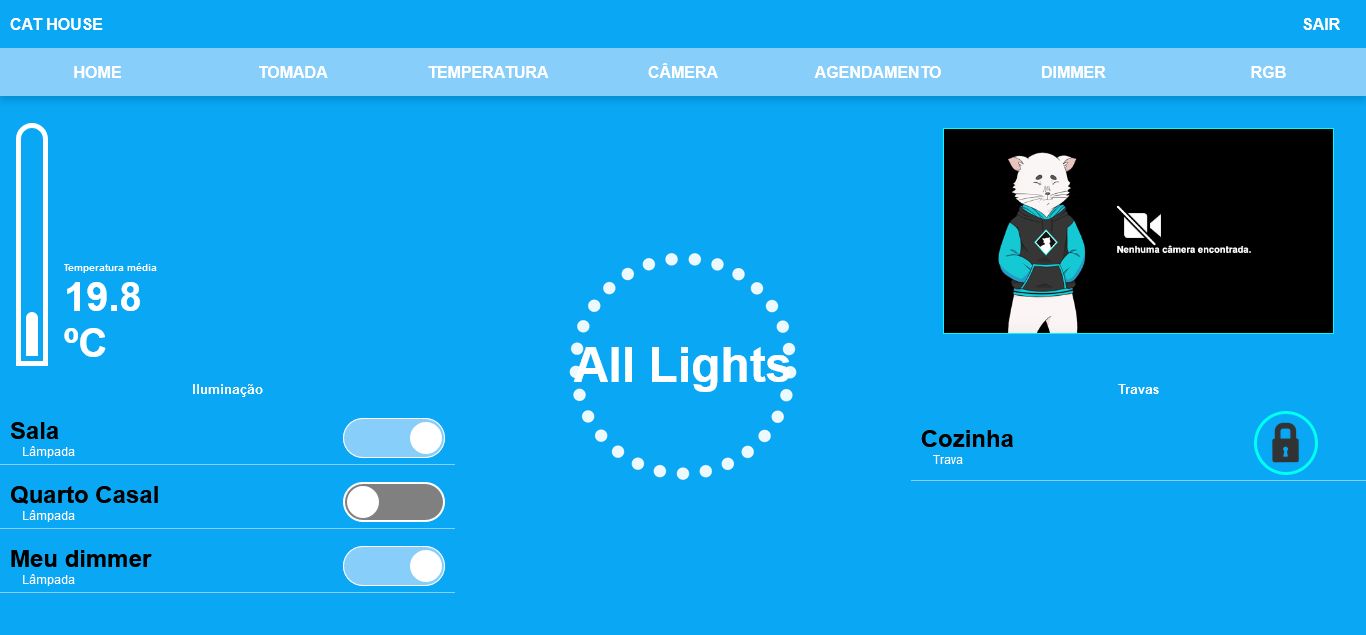 CAT HOUSE
SAIR
HOME
TOMADA
TEMPERATURA
CÂMERA
AGENDAMENTO
DIMMER
RGB
Temperatura média
19.8
ºC
Nenhuma câmera encontrada.
All Lights
Iluminação
Sala
Lâmpada
Quarto Casal
Lâmpada
Meu dimmer
Lâmpada
Travas
Cozinha
Trava